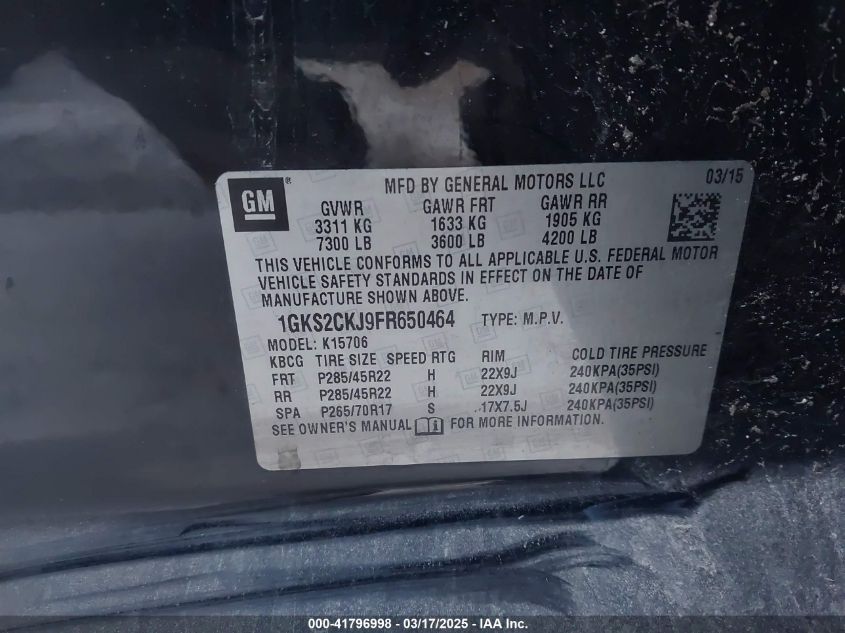 GM
®
MFD BY GENERAL MOTORS LLC
03/15
GVWR GAWR FRT GAWR RR
3311 KG 1633 KG 1905 KG
7300 LB 3600 LB 4200 LB
THIS VEHICLE CONFORMS TO ALL APPLICABLE U.S. FEDERAL MOTOR
VEHICLE SAFETY STANDARDS IN EFFECT ON THE DATE OF
MANUFACTURE SHOWN ABOVE.
1GKS2CKJ9FR650464 TYPE: M.P.V.
MODEL: K15706
KBCG TIRE SIZE SPEED RTG RIM COLD TIRE PRESSURE
FRT P285/45R22 H 22X9J 240KPA(35PSI)
RR P285/45R22 H 22X9J 240KPA(35PSI)
SPA P265/70R17 S 17X7.5J 240KPA(35PSI)
SEE OWNER'S MANUAL FOR MORE INFORMATION.
000-41796998 - 03/17/2025 - IAA Inc.